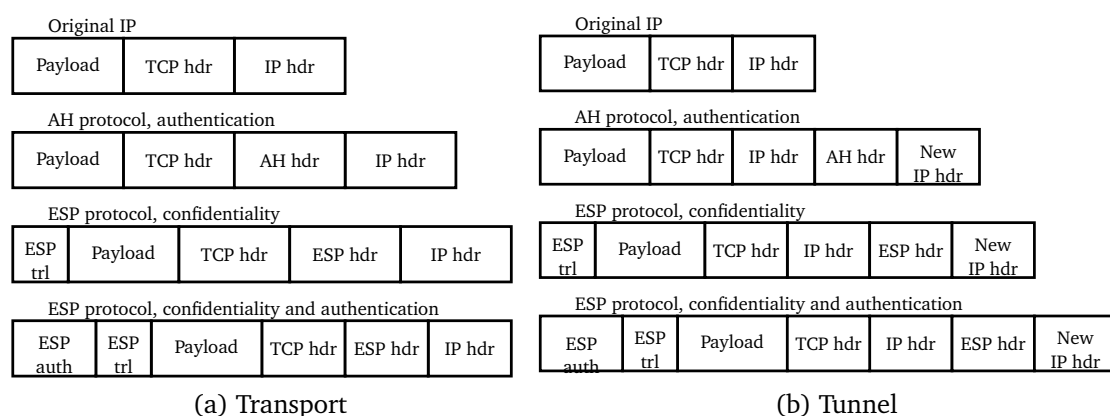 Original IP
Payload TCP hdr IP hdr
AH protocol, authentication
Payload TCP hdr AH hdr IP hdr
ESP protocol, confidentiality
ESP trl Payload TCP hdr ESP hdr IP hdr
ESP protocol, confidentiality and authentication
ESP auth ESP trl Payload TCP hdr ESP hdr IP hdr
(a) Transport
Original IP
Payload TCP hdr IP hdr
AH protocol, authentication
Payload TCP hdr IP hdr AH hdr New IP hdr
ESP protocol, confidentiality
ESP trl Payload TCP hdr IP hdr ESP hdr New IP hdr
ESP protocol, confidentiality and authentication
ESP auth ESP trl Payload TCP hdr IP hdr ESP hdr New IP hdr
(b) Tunnel